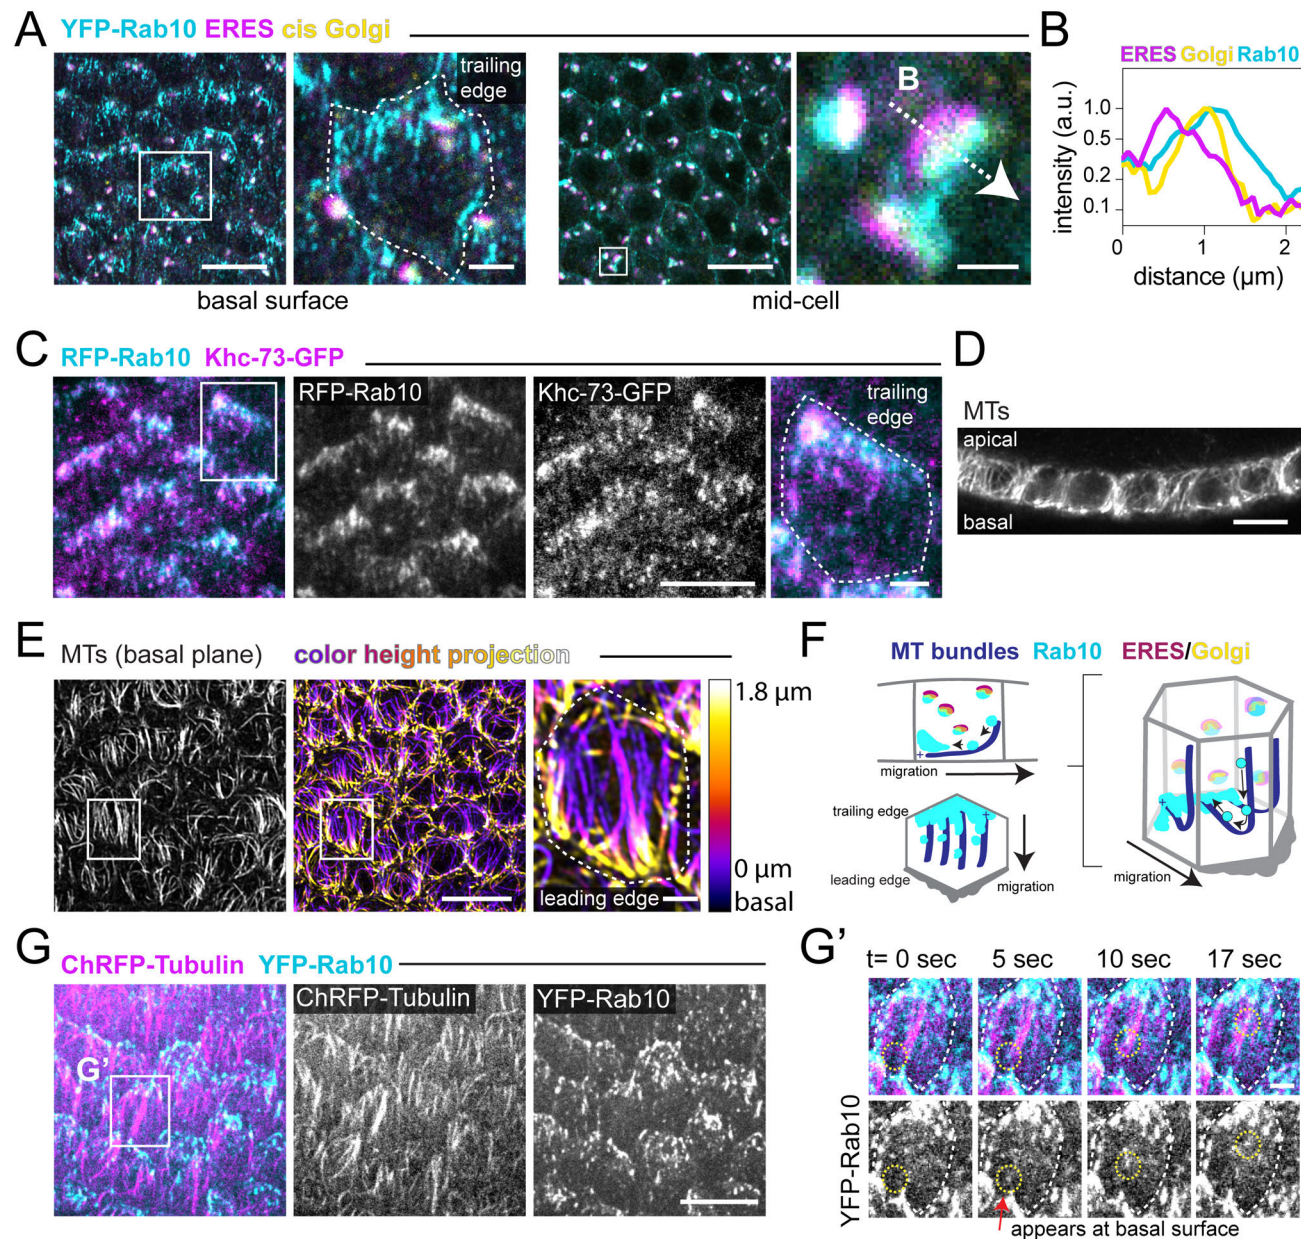 A
YFP-Rab10 ERES cis Golgi
trailing
edge
B
basal surface
mid-cell
B
ERES Golgi Rab10
intensity (a.u.)
1.0
0.5
0.2
0.1
0 1 2
distance (µm)
C
RFP-Rab10 Khc-73-GFP
RFP-Rab10
Khc-73-GFP
trailing
edge
D
MTs
apical
basal
E
MTs (basal plane)
color height projection
leading edge
1.8 µm
0 µm
basal
F
MT bundles Rab10 ERES/Golgi
+
migration
trailing edge
+
leading edge
migration
+
migration
G
ChRFP-Tubulin YFP-Rab10
G'
ChRFP-Tubulin
YFP-Rab10
G'
t= 0 sec 5 sec 10 sec 17 sec
YFP-Rab10
appears at basal surface